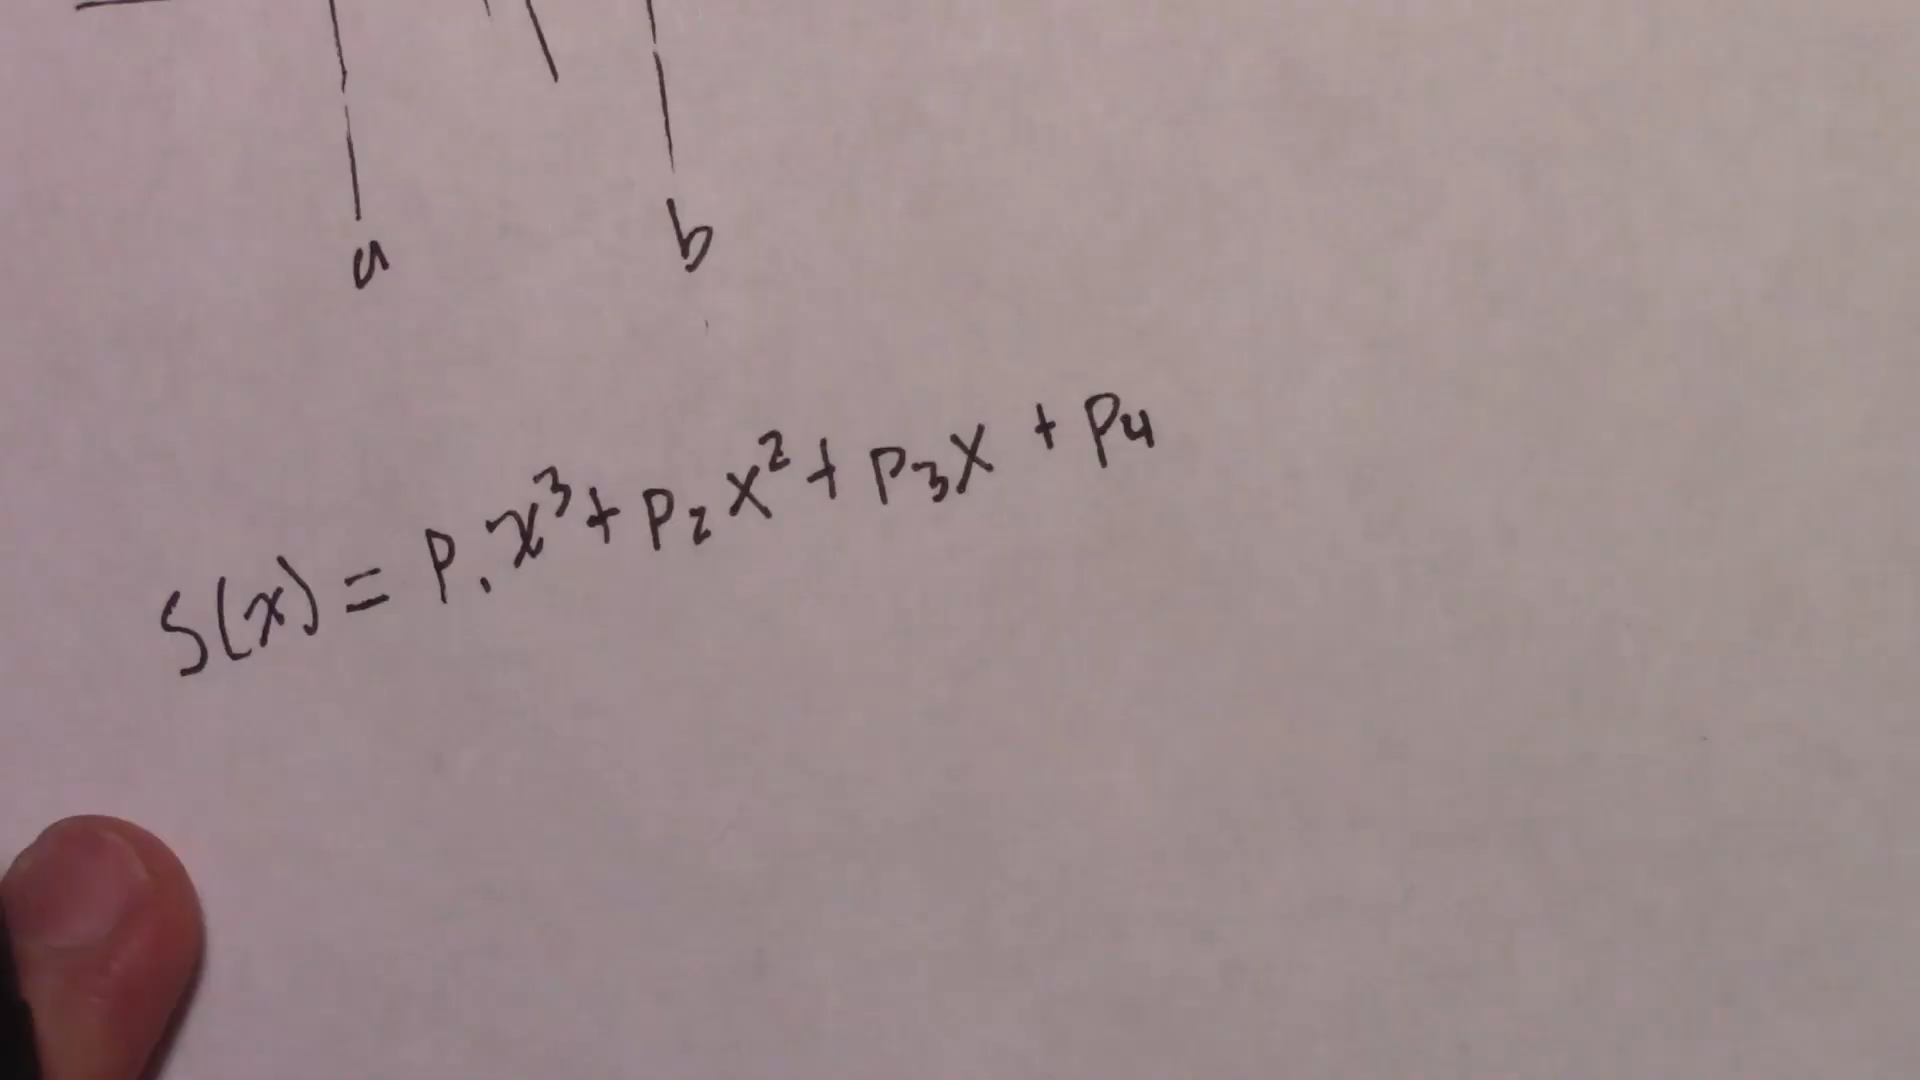 a b
S(x) = P₁x³ + P₂x² + P₃x + P₄